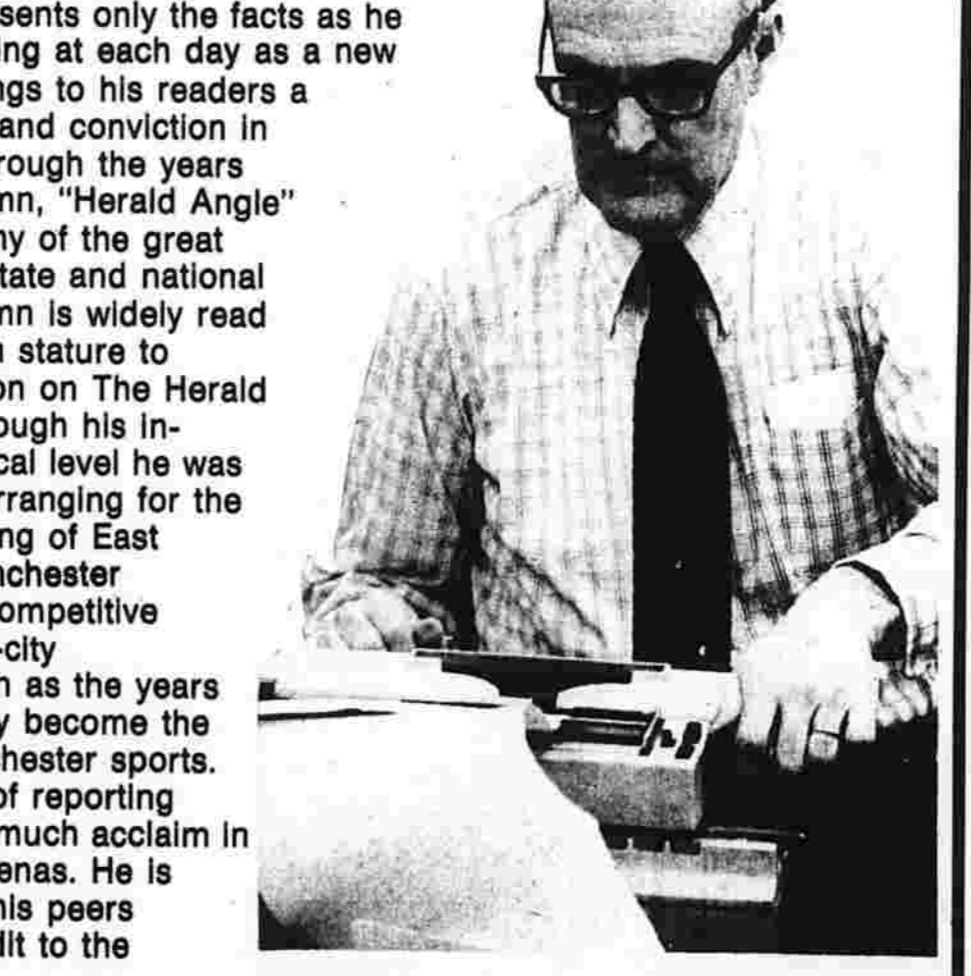 sents only the facts as he
ing at each day as a new
ngs to his readers a
and conviction in
rough the years
mn, "Herald Angle"
ny of the great
tate and national
mn is widely read
n stature to
on on The Herald
ough his in-
cal level he was
rranging for the
ng of East
nchester
ompetitive
-city
h as the years
y become the
hester sports.
of reporting
much acclaim in
enas. He is
his peers
dit to the